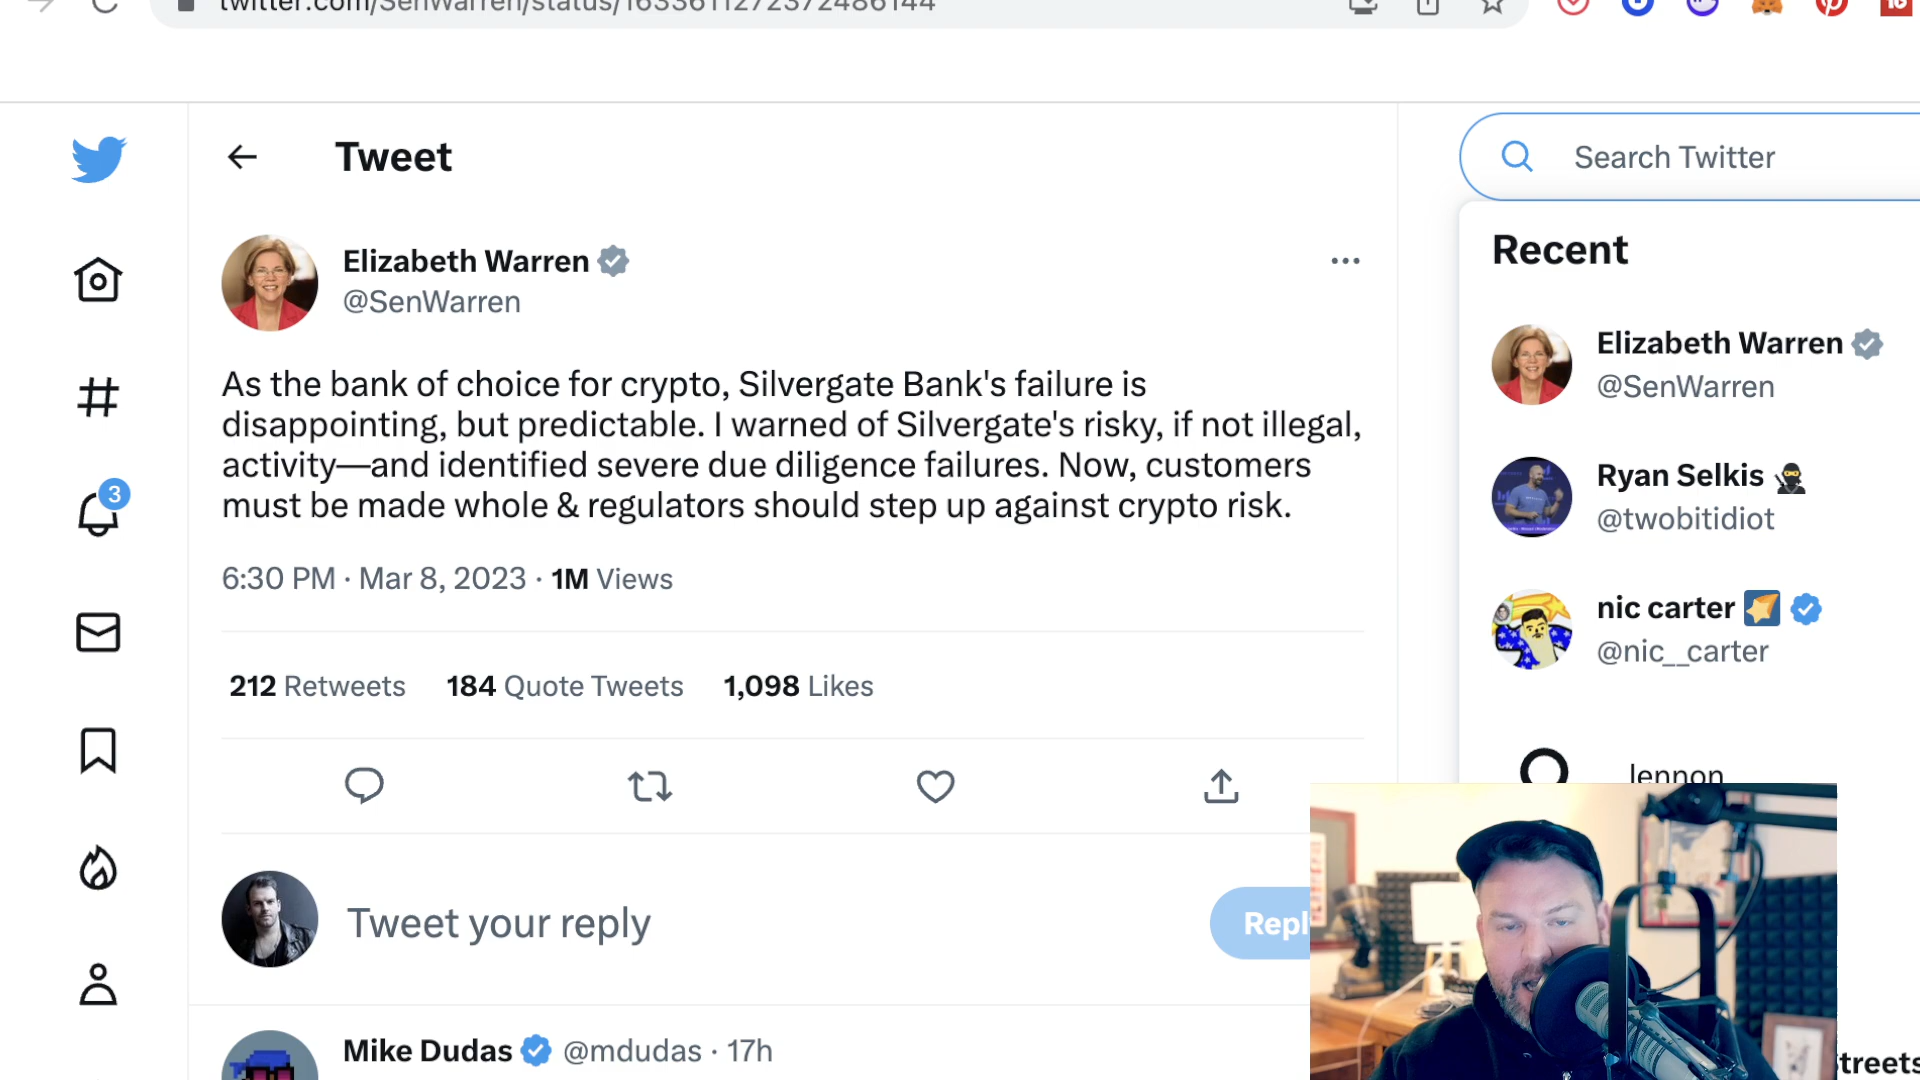 twitter.com/SenWarren/status/1633611272372486144
16
Tweet
Search Twitter
Elizabeth Warren
@SenWarren
Recent
Elizabeth Warren
@SenWarren
As the bank of choice for crypto, Silvergate Bank's failure is
disappointing, but predictable. I warned of Silvergate's risky, if not illegal,
activity—and identified severe due diligence failures. Now, customers
must be made whole & regulators should step up against crypto risk.
Ryan Selkis
@twobitidiot
3
6:30 PM · Mar 8, 2023 · 1M Views
nic carter
@nic__carter
212 Retweets 184 Quote Tweets 1,098 Likes
lennon
Tweet your reply
Repl
Mike Dudas @mdudas · 17h
treets